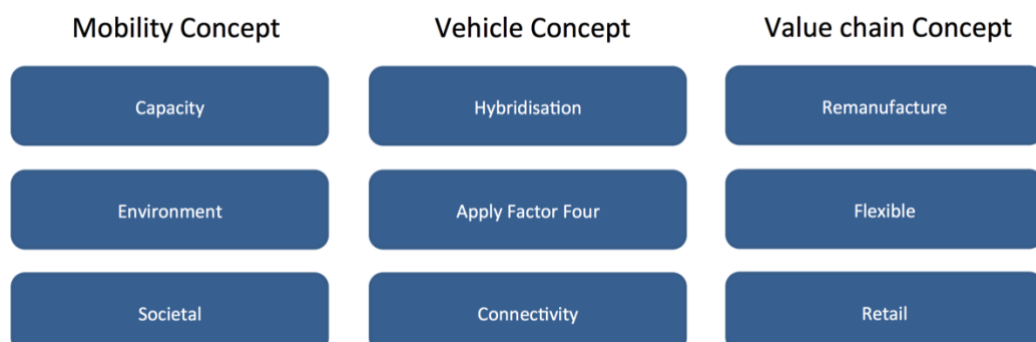 Mobility Concept
Vehicle Concept
Value chain Concept
Capacity
Hybridisation
Remanufacture
Environment
Apply Factor Four
Flexible
Societal
Connectivity
Retail